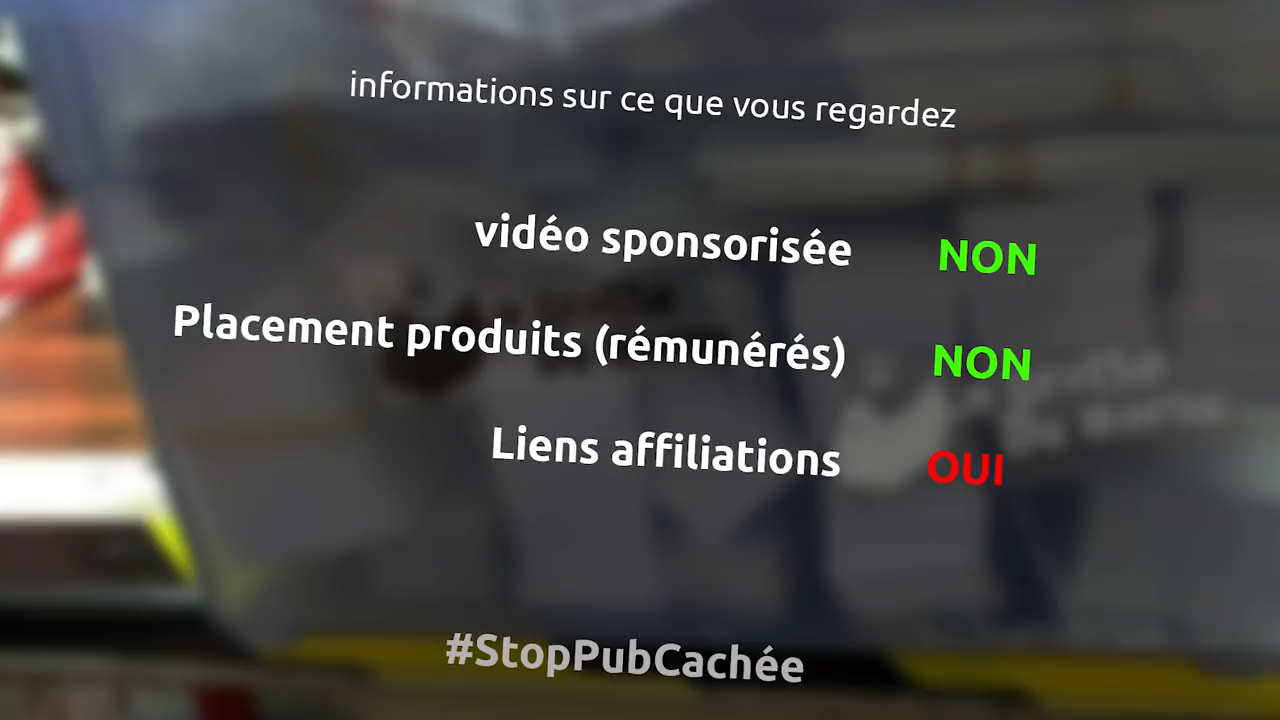 informations sur ce que vous regardez
vidéo sponsorisée NON
Placement produits (rémunérés) NON
Liens affiliations OUI
#StopPubCachée